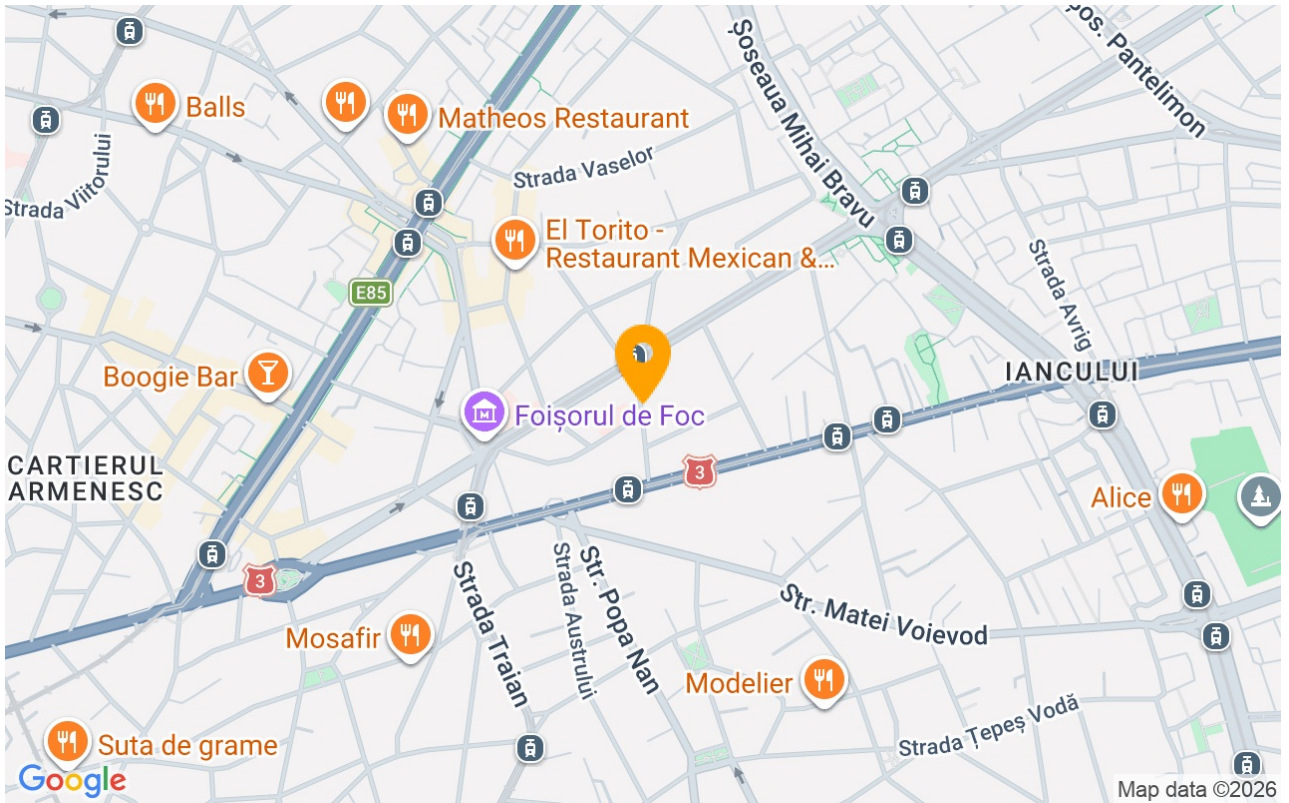 Șoseaua Mihai Bravu
Șos. Pantelimon
Balls
Matheos Restaurant
Strada Viitorului
Strada Vaselor
El Torito -
Restaurant Mexican &...
Strada Avrig
E85
Boogie Bar
IANCULUI
Foișorul de Foc
CARTIERUL
ARMENESC
3
Alice
3
Strada Traian
Strada Austrului
Str. Popa Nan
Str. Matei Voievod
Mosafir
Modelier
Strada Țepeș Vodă
Suta de grame
Google
Map data ©2026